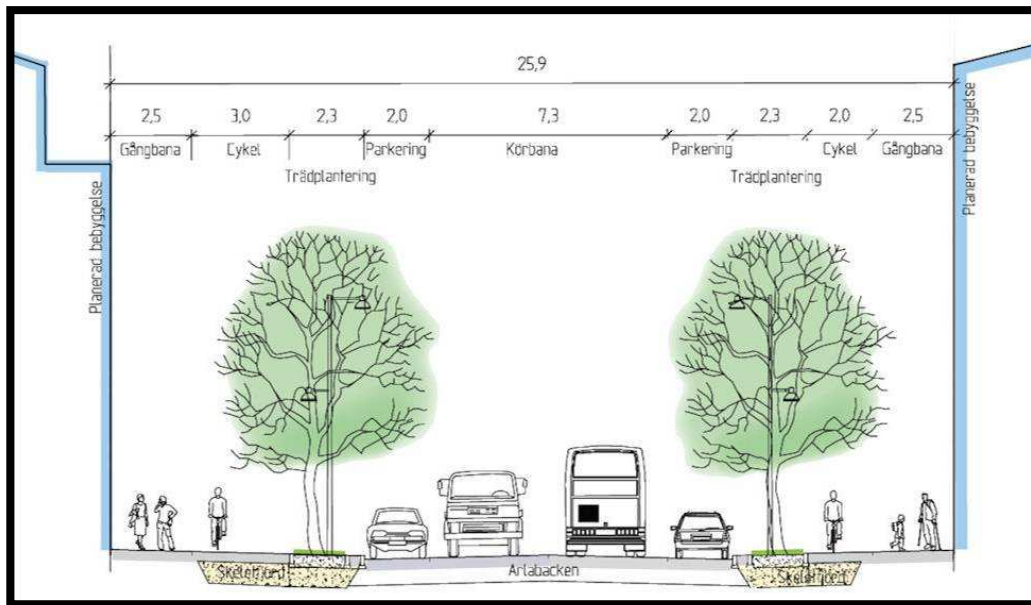 25,9
2,5 3,0 2,3 2,0 7,3 2,0 2,3 2,0 2,5
Gångbana Cykel Parkering Körbana Parkering Cykel Gångbana
Trädplantering Trädplantering
Planerad bebyggelse
Planerad bebyggelse
Skelettjord Årlabacken Skelettjord